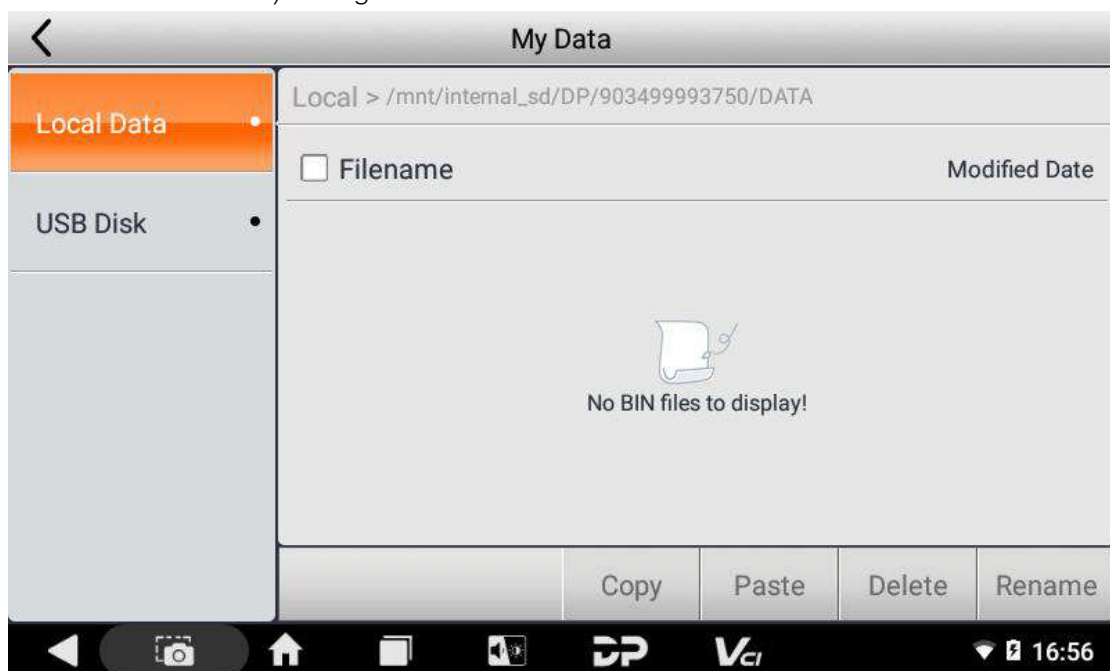 My Data
Local Data
USB Disk
Local > /mnt/internal_sd/DP/903499993750/DATA
Filename
Modified Date
No BIN files to display!
Copy
Paste
Delete
Rename
DP
VCI
16:56